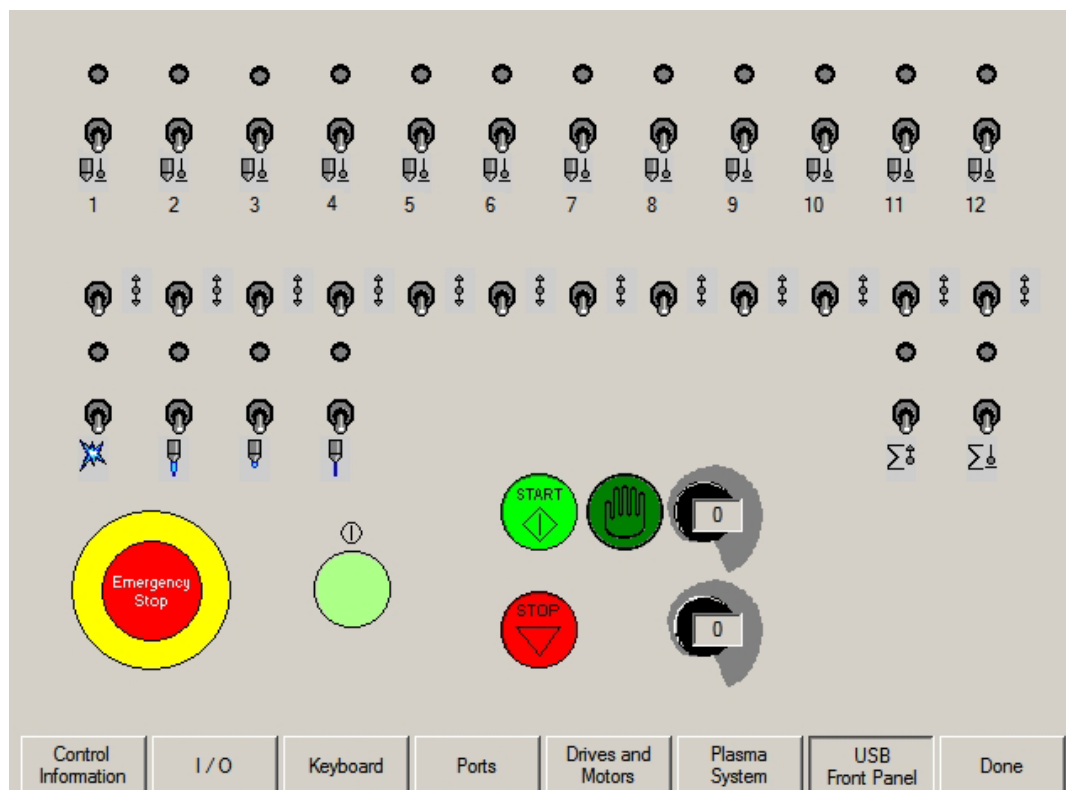 1 2 3 4 5 6 7 8 9 10 11 12
START
0
Emergency
Stop
STOP
0
Control
Information
I / O
Keyboard
Ports
Drives and
Motors
Plasma
System
USB
Front Panel
Done